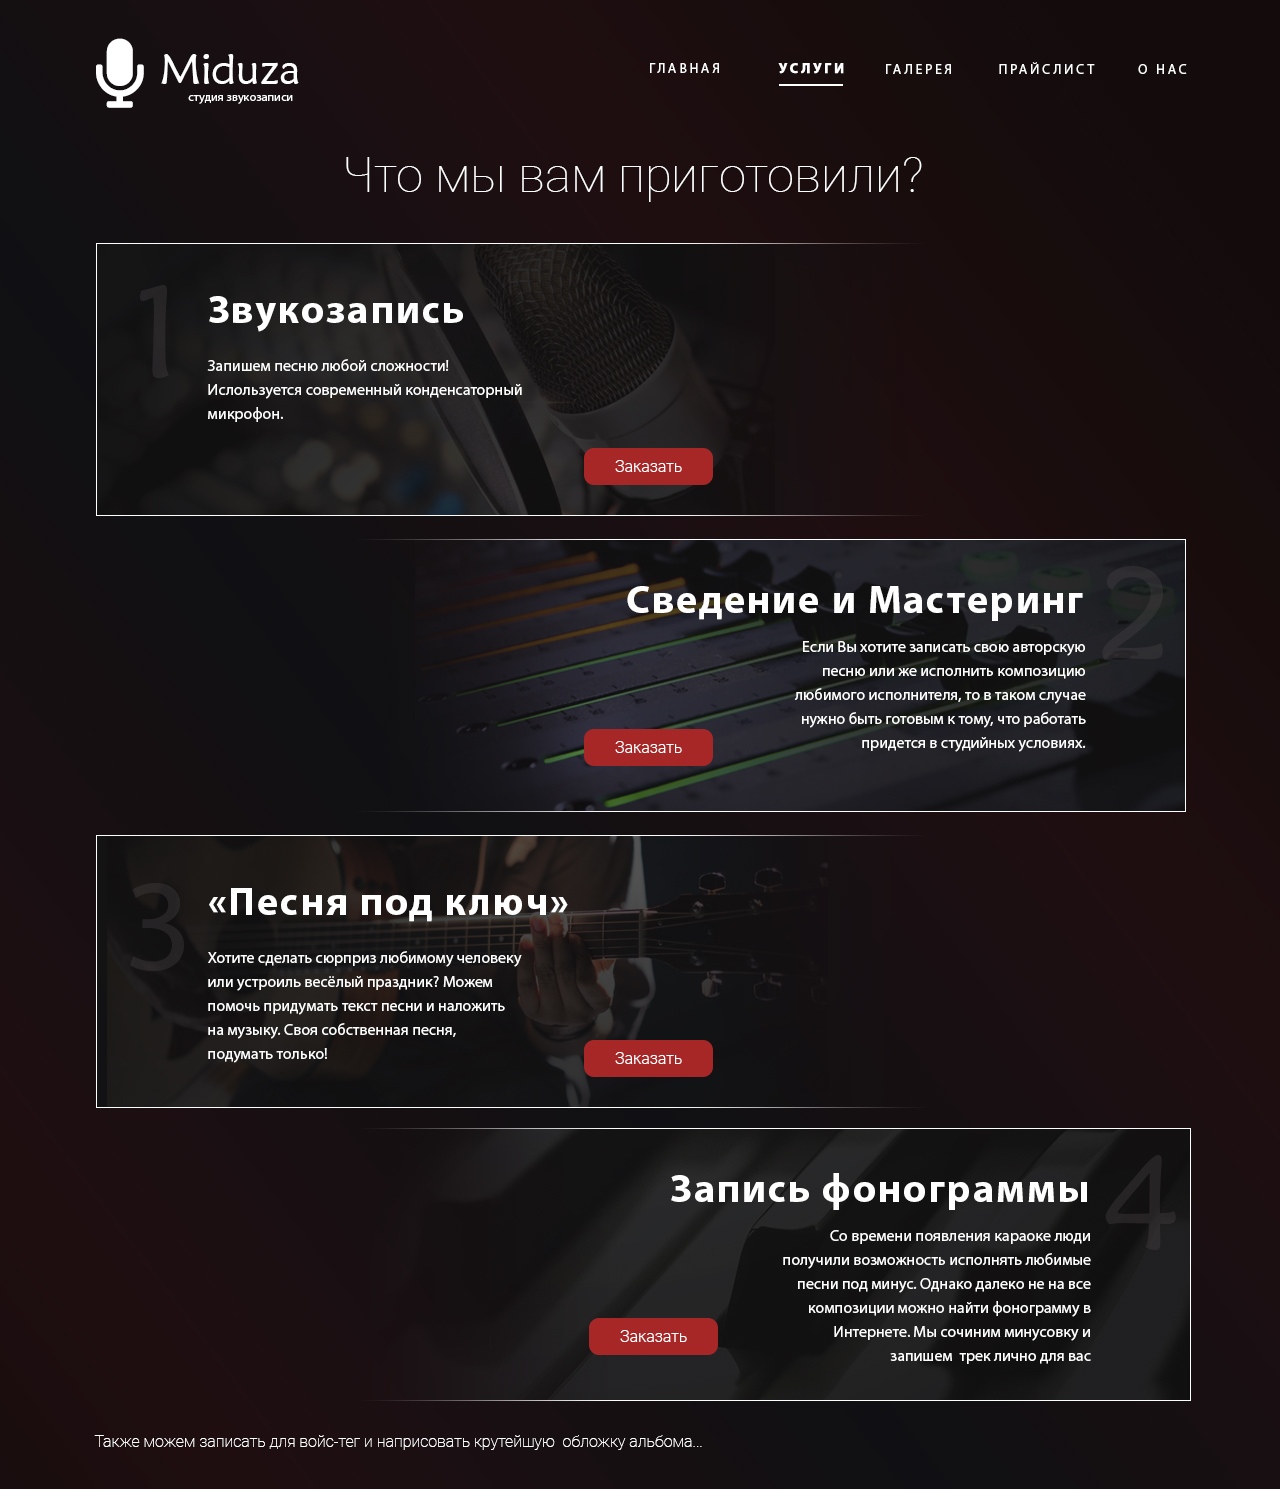 Miduza
студия звукозаписи
ГЛАВНАЯ УСЛУГИ ГАЛЕРЕЯ ПРАЙСЛИСТ О НАС
Что мы вам приготовили?
1
Звукозапись
Запишем песню любой сложности!
Ислользуется современный конденсаторный
микрофон.
Заказать
2
Сведение и Мастеринг
Если Вы хотите записать свою авторскую
песню или же исполнить композицию
любимого исполнителя, то в таком случае
нужно быть готовым к тому, что работать
придется в студийных условиях.
Заказать
3
«Песня под ключ»
Хотите сделать сюрприз любимому человеку
или устроиль весёлый праздник? Можем
помочь придумать текст песни и наложить
на музыку. Своя собственная песня,
подумать только!
Заказать
4
Запись фонограммы
Со времени появления караоке люди
получили возможность исполнять любимые
песни под минус. Однако далеко не на все
композиции можно найти фонограмму в
Интернете. Мы сочиним минусовку и
запишем  трек лично для вас
Заказать
Также можем записать для войс-тег и наприсовать крутейшую  обложку альбома...